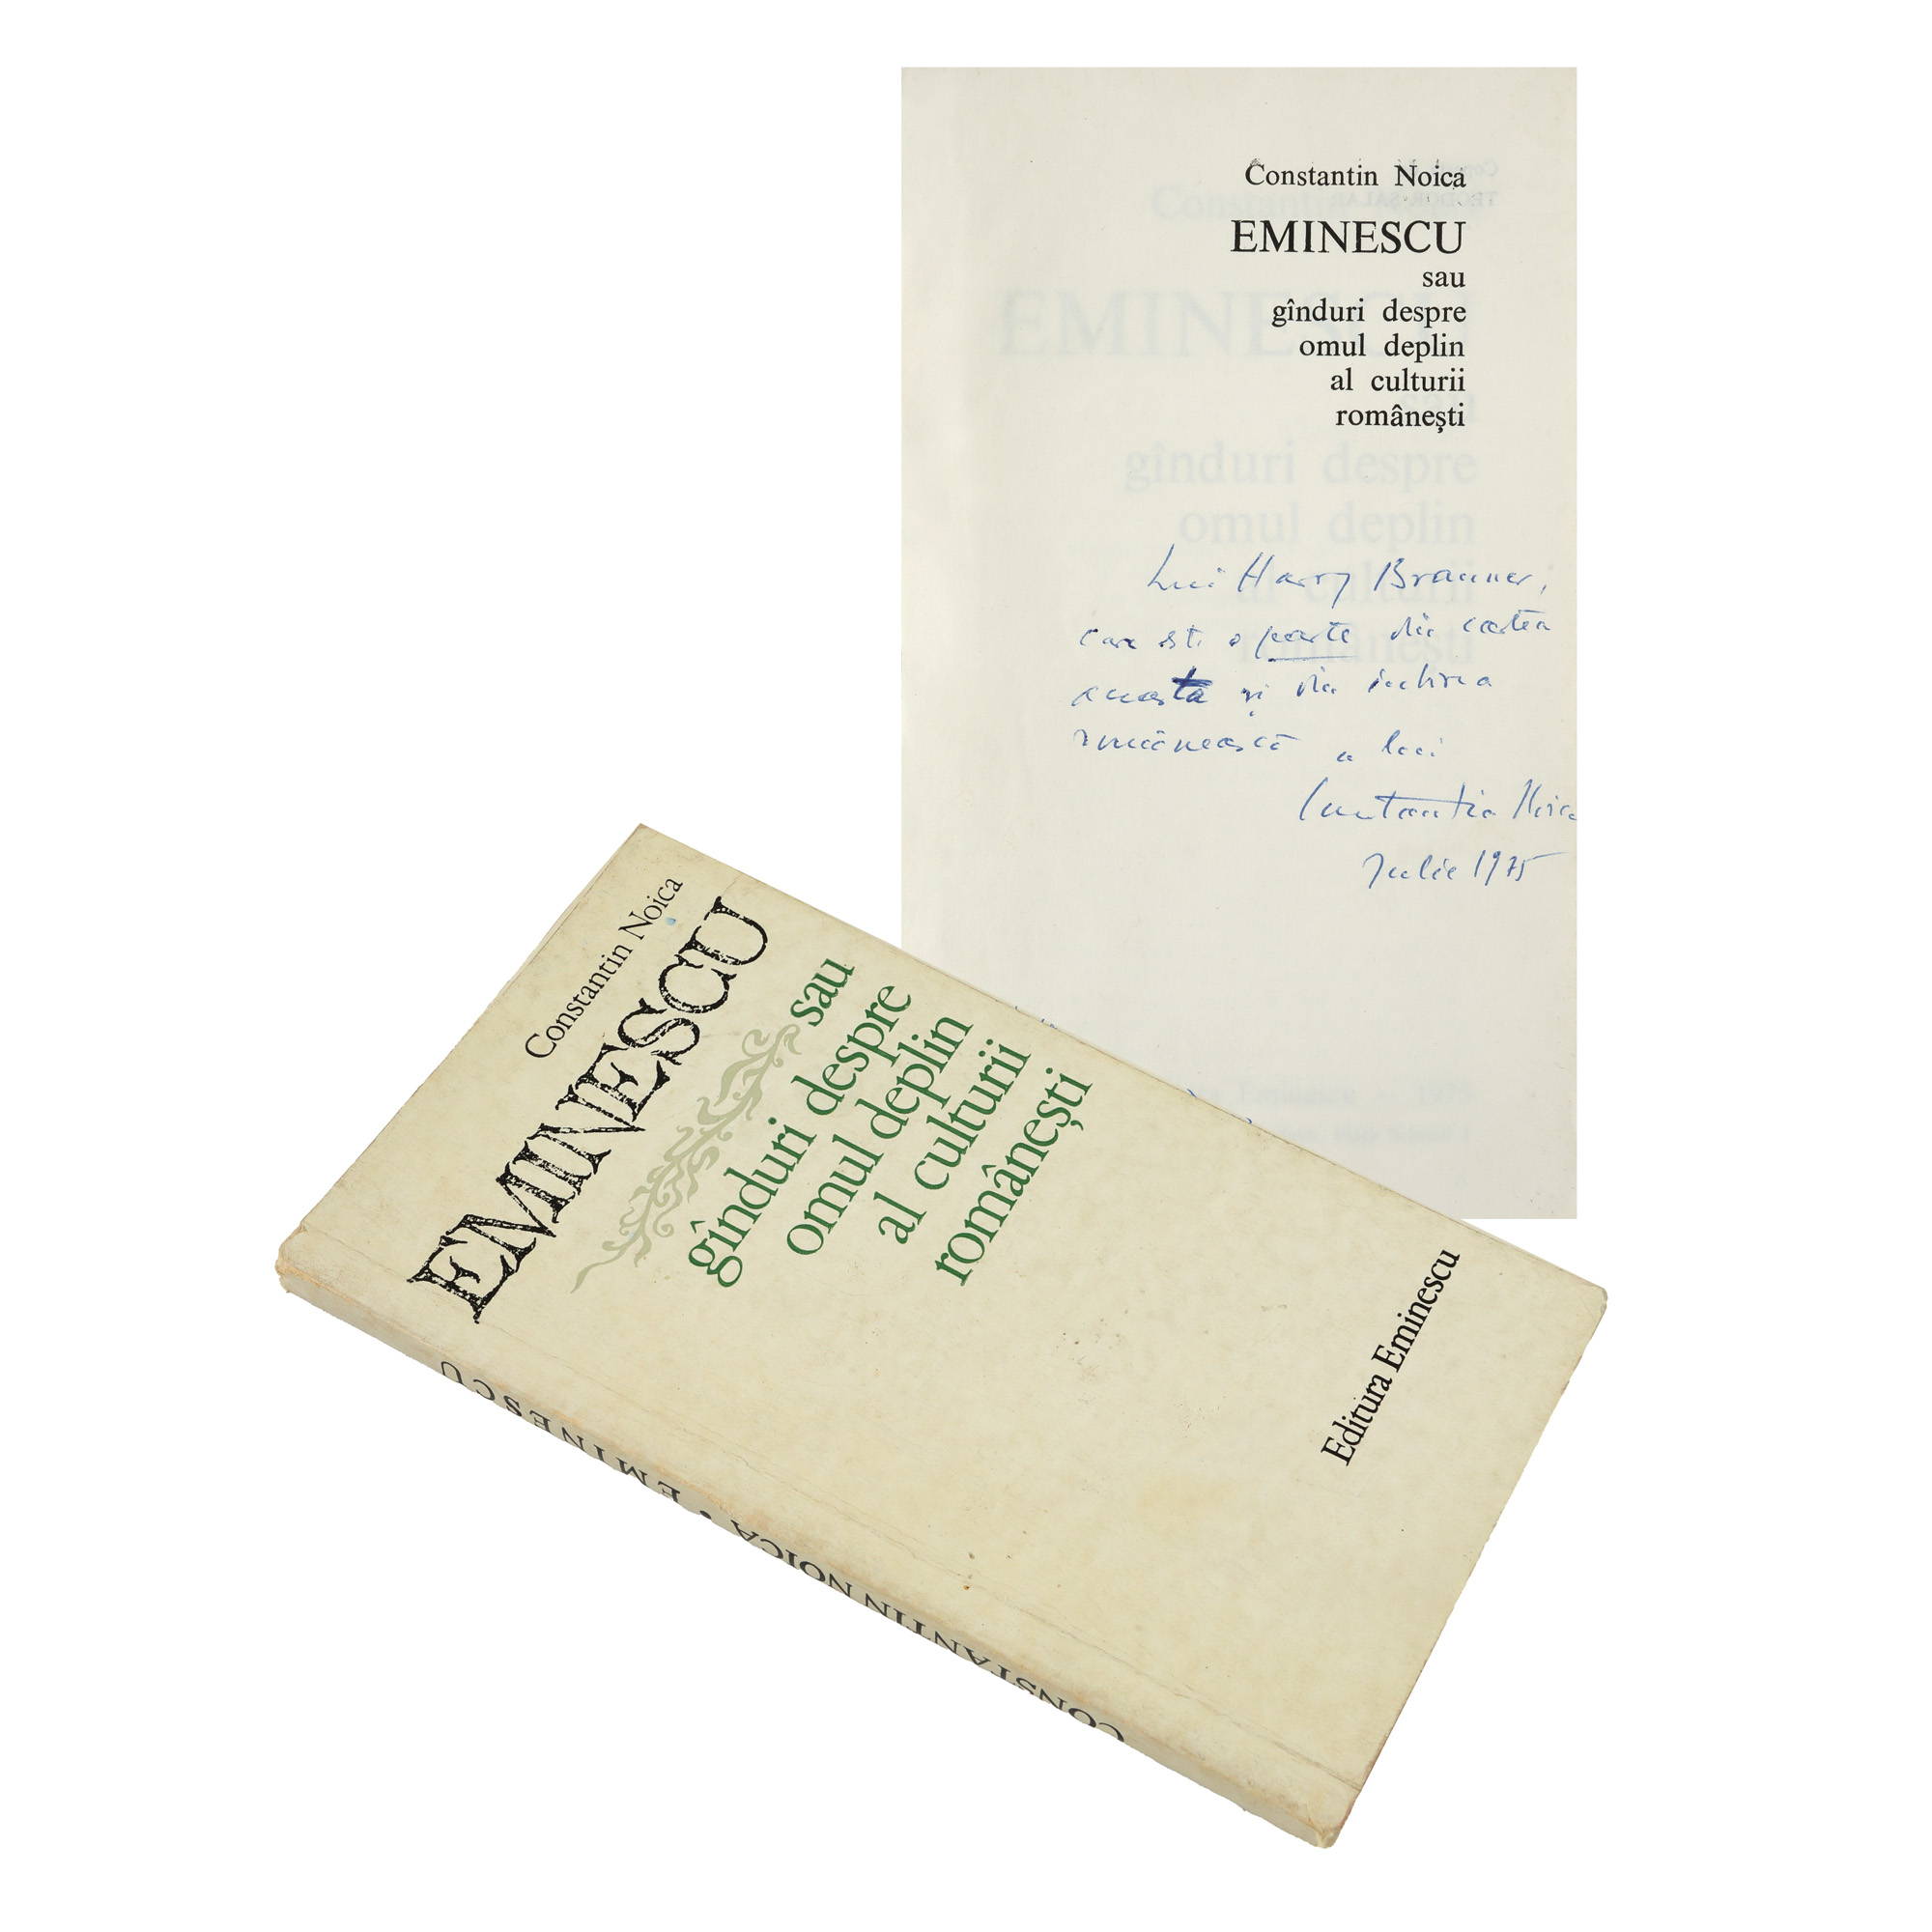 Constantin Noica
EMINESCU
sau
gînduri despre
omul deplin
al culturii
românești
Lui Harry Brauner,
care este o parte din cartea
aceasta și din iubirea
românească a lui
Constantin Noica
Iulie 1975
Constantin Noica
EMINESCU
sau
gînduri despre
omul deplin
al culturii
românești
Editura Eminescu
CONSTANTIN NOICA • EMINESCU